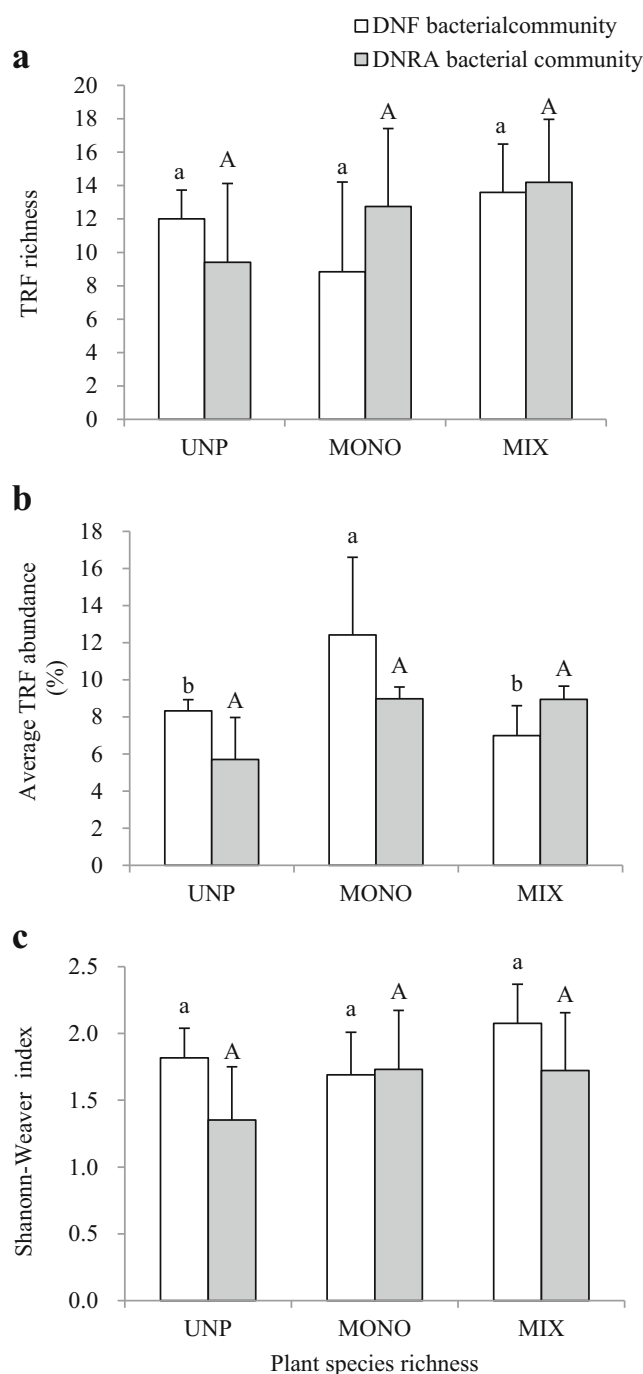 DNF bacterialcommunity
DNRA bacterial community
a
20
18
16
14
12
10
8
6
4
2
0
TRF richness
a
A
a
A
a
A
UNP
MONO
MIX
b
18
16
14
12
10
8
6
4
2
0
Average TRF abundance
(%)
b
A
a
A
b
A
UNP
MONO
MIX
c
2.5
2.0
1.5
1.0
0.5
0.0
Shanonn-Weaver index
a
A
a
A
a
A
UNP
MONO
MIX
Plant species richness